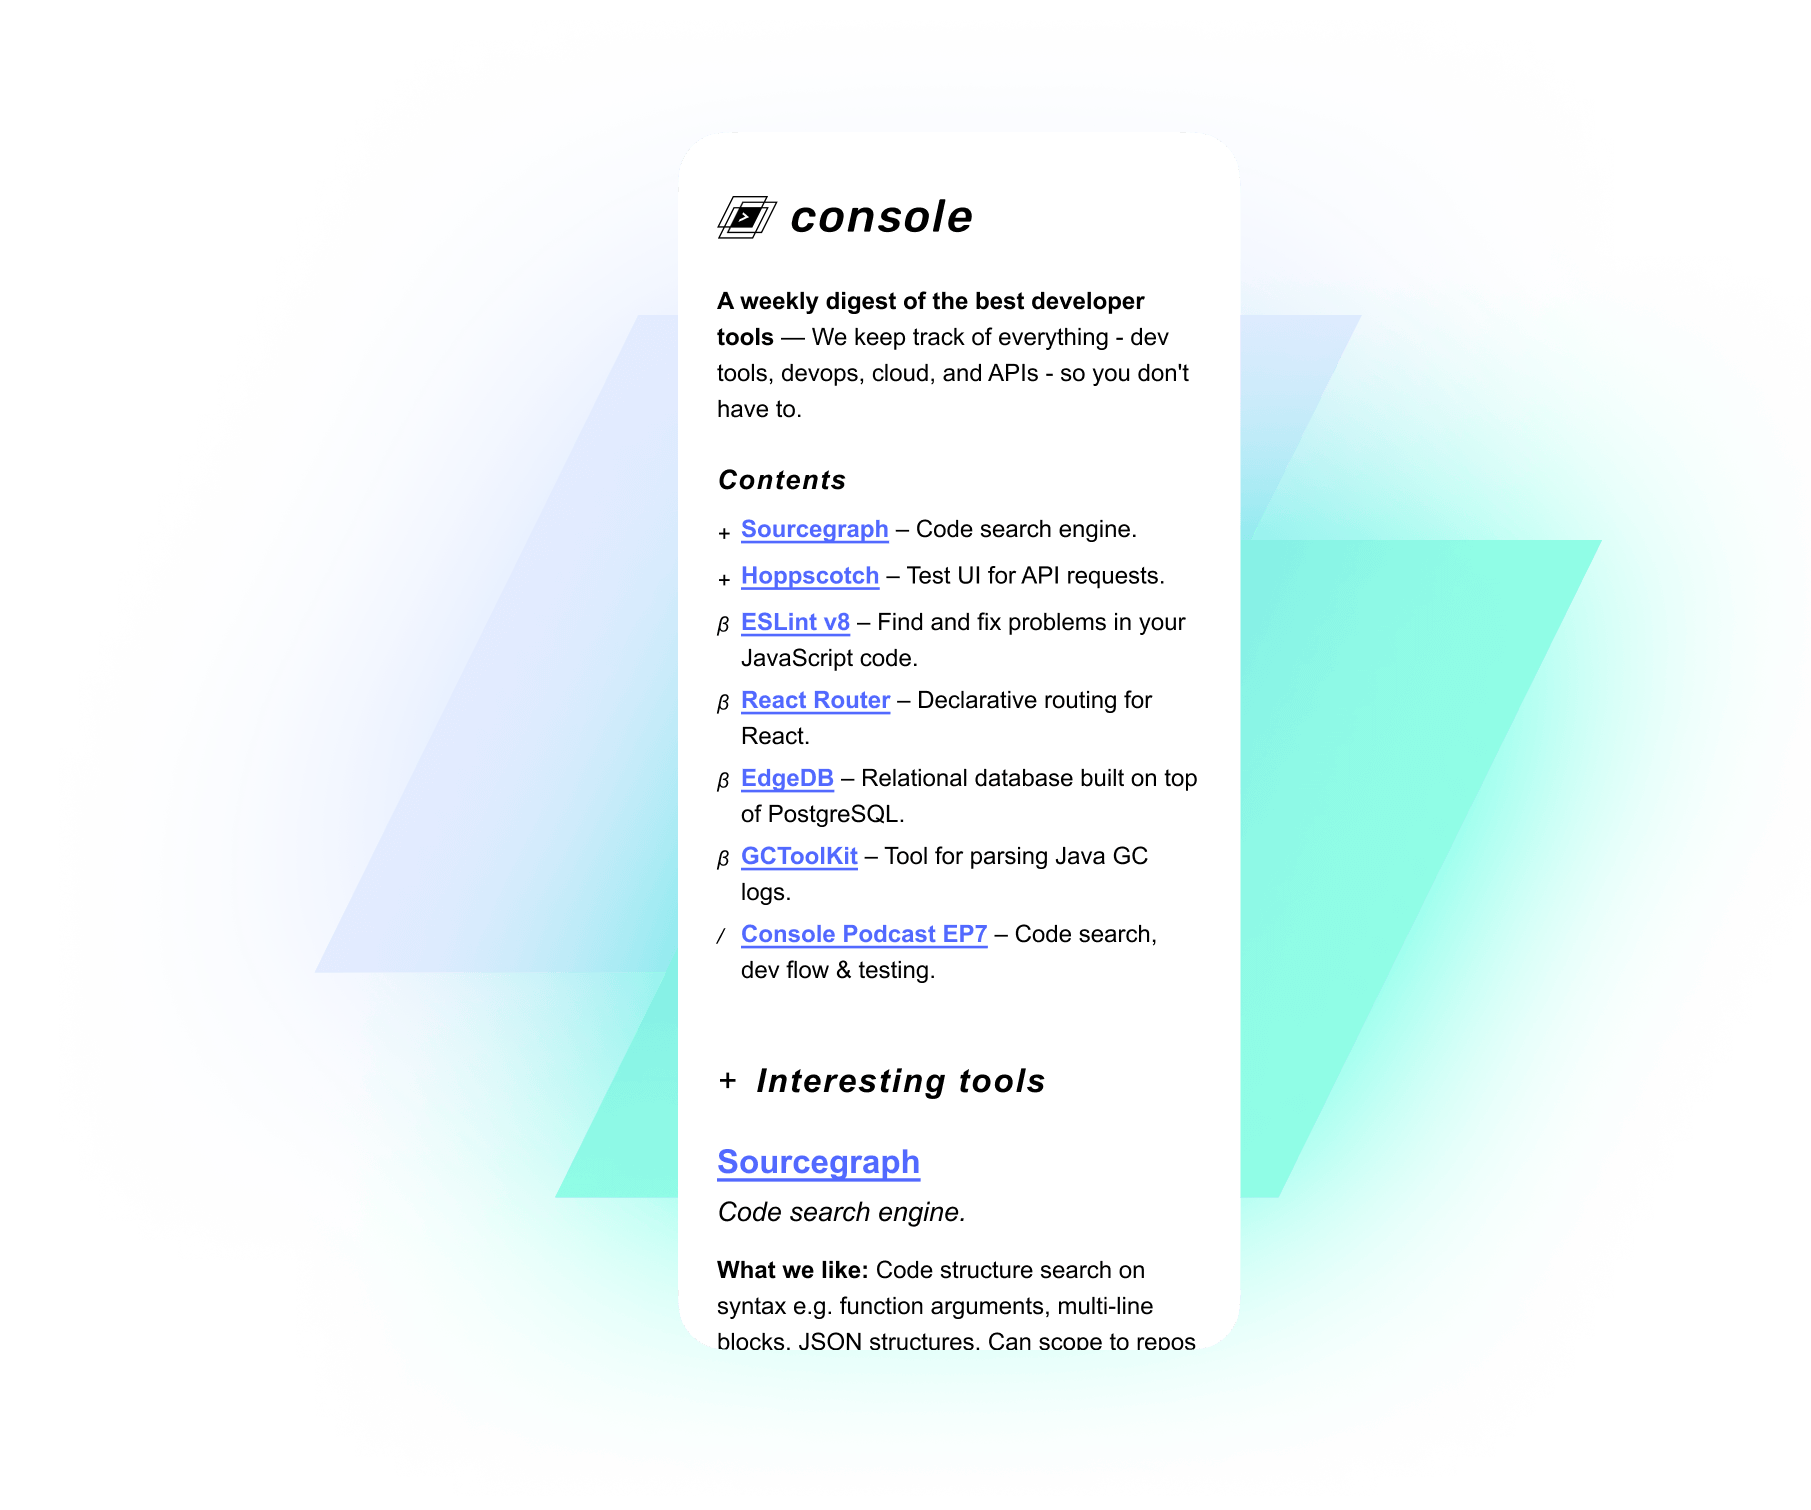 console
A weekly digest of the best developer
tools — We keep track of everything - dev
tools, devops, cloud, and APIs - so you don't
have to.
Contents
+ Sourcegraph – Code search engine.
+ Hoppscotch – Test UI for API requests.
β ESLint v8 – Find and fix problems in your
JavaScript code.
β React Router – Declarative routing for
React.
β EdgeDB – Relational database built on top
of PostgreSQL.
β GCToolKit – Tool for parsing Java GC
logs.
/ Console Podcast EP7 – Code search,
dev flow & testing.
+ Interesting tools
Sourcegraph
Code search engine.
What we like: Code structure search on
syntax e.g. function arguments, multi-line
blocks, JSON structures. Can scope to repos